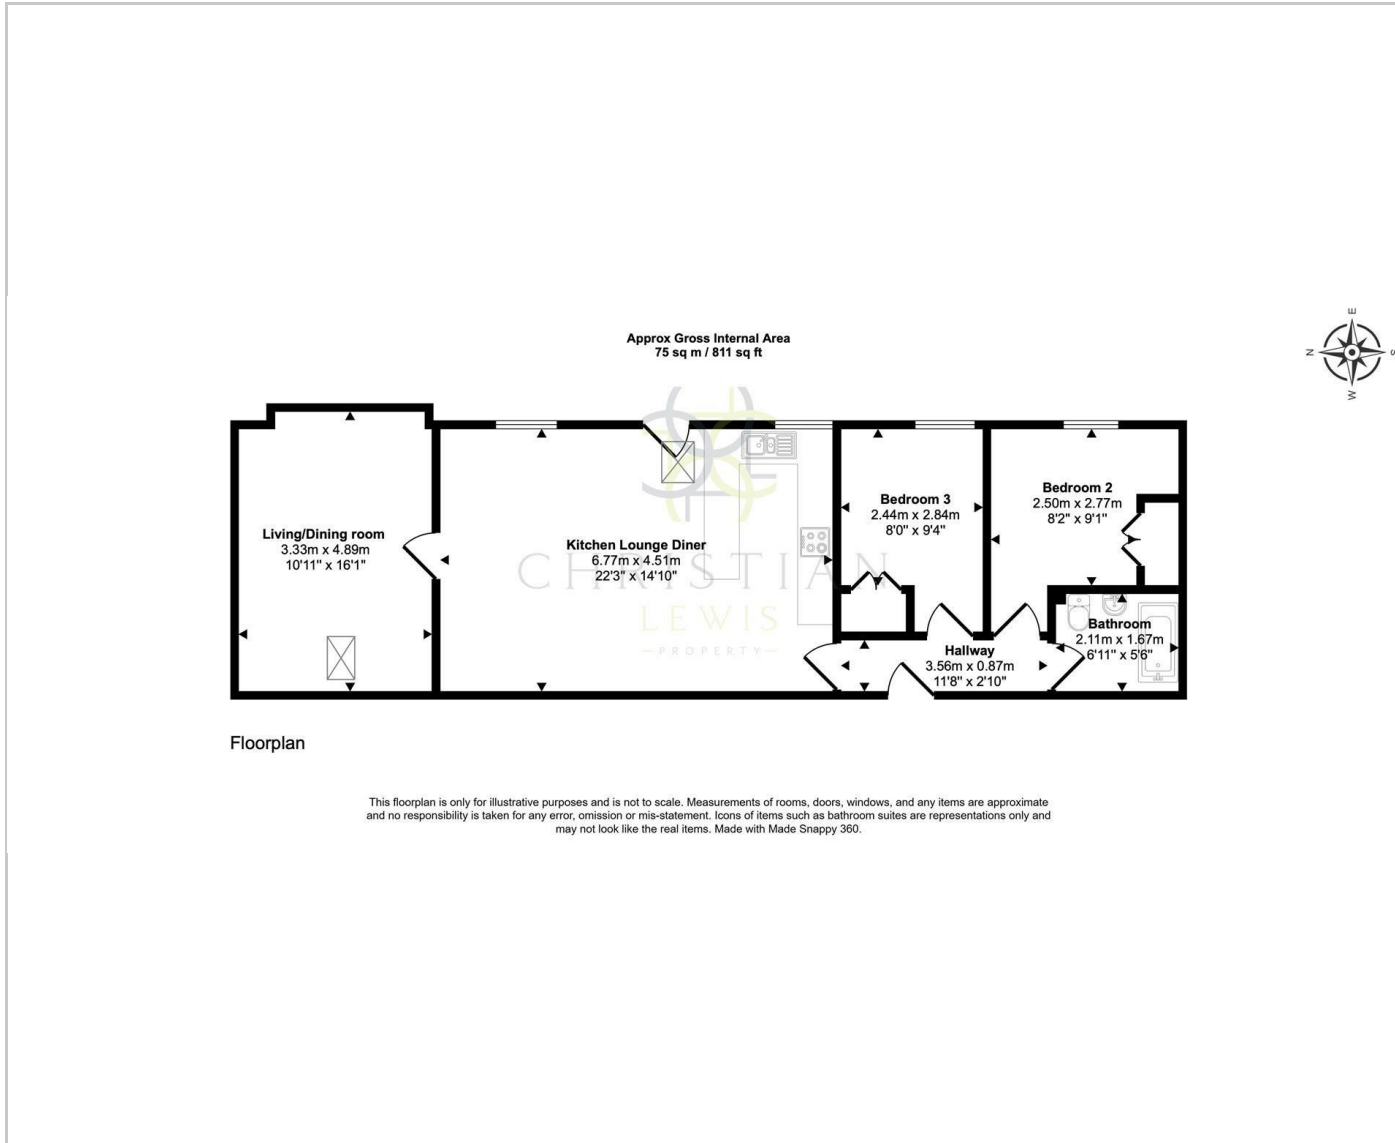 Approx Gross Internal Area
75 sq m / 811 sq ft
E
N
S
W
Living/Dining room
3.33m x 4.89m
10'11" x 16'1"
Kitchen Lounge Diner
6.77m x 4.51m
22'3" x 14'10"
Bedroom 3
2.44m x 2.84m
8'0" x 9'4"
Bedroom 2
2.50m x 2.77m
8'2" x 9'1"
CHRISTIAN
LEWIS
PROPERTY
Bathroom
2.11m x 1.67m
6'11" x 5'6"
Hallway
3.56m x 0.87m
11'8" x 2'10"
Floorplan
This floorplan is only for illustrative purposes and is not to scale. Measurements of rooms, doors, windows, and any items are approximate
and no responsibility is taken for any error, omission or mis-statement. Icons of items such as bathroom suites are representations only and
may not look like the real items. Made with Made Snappy 360.